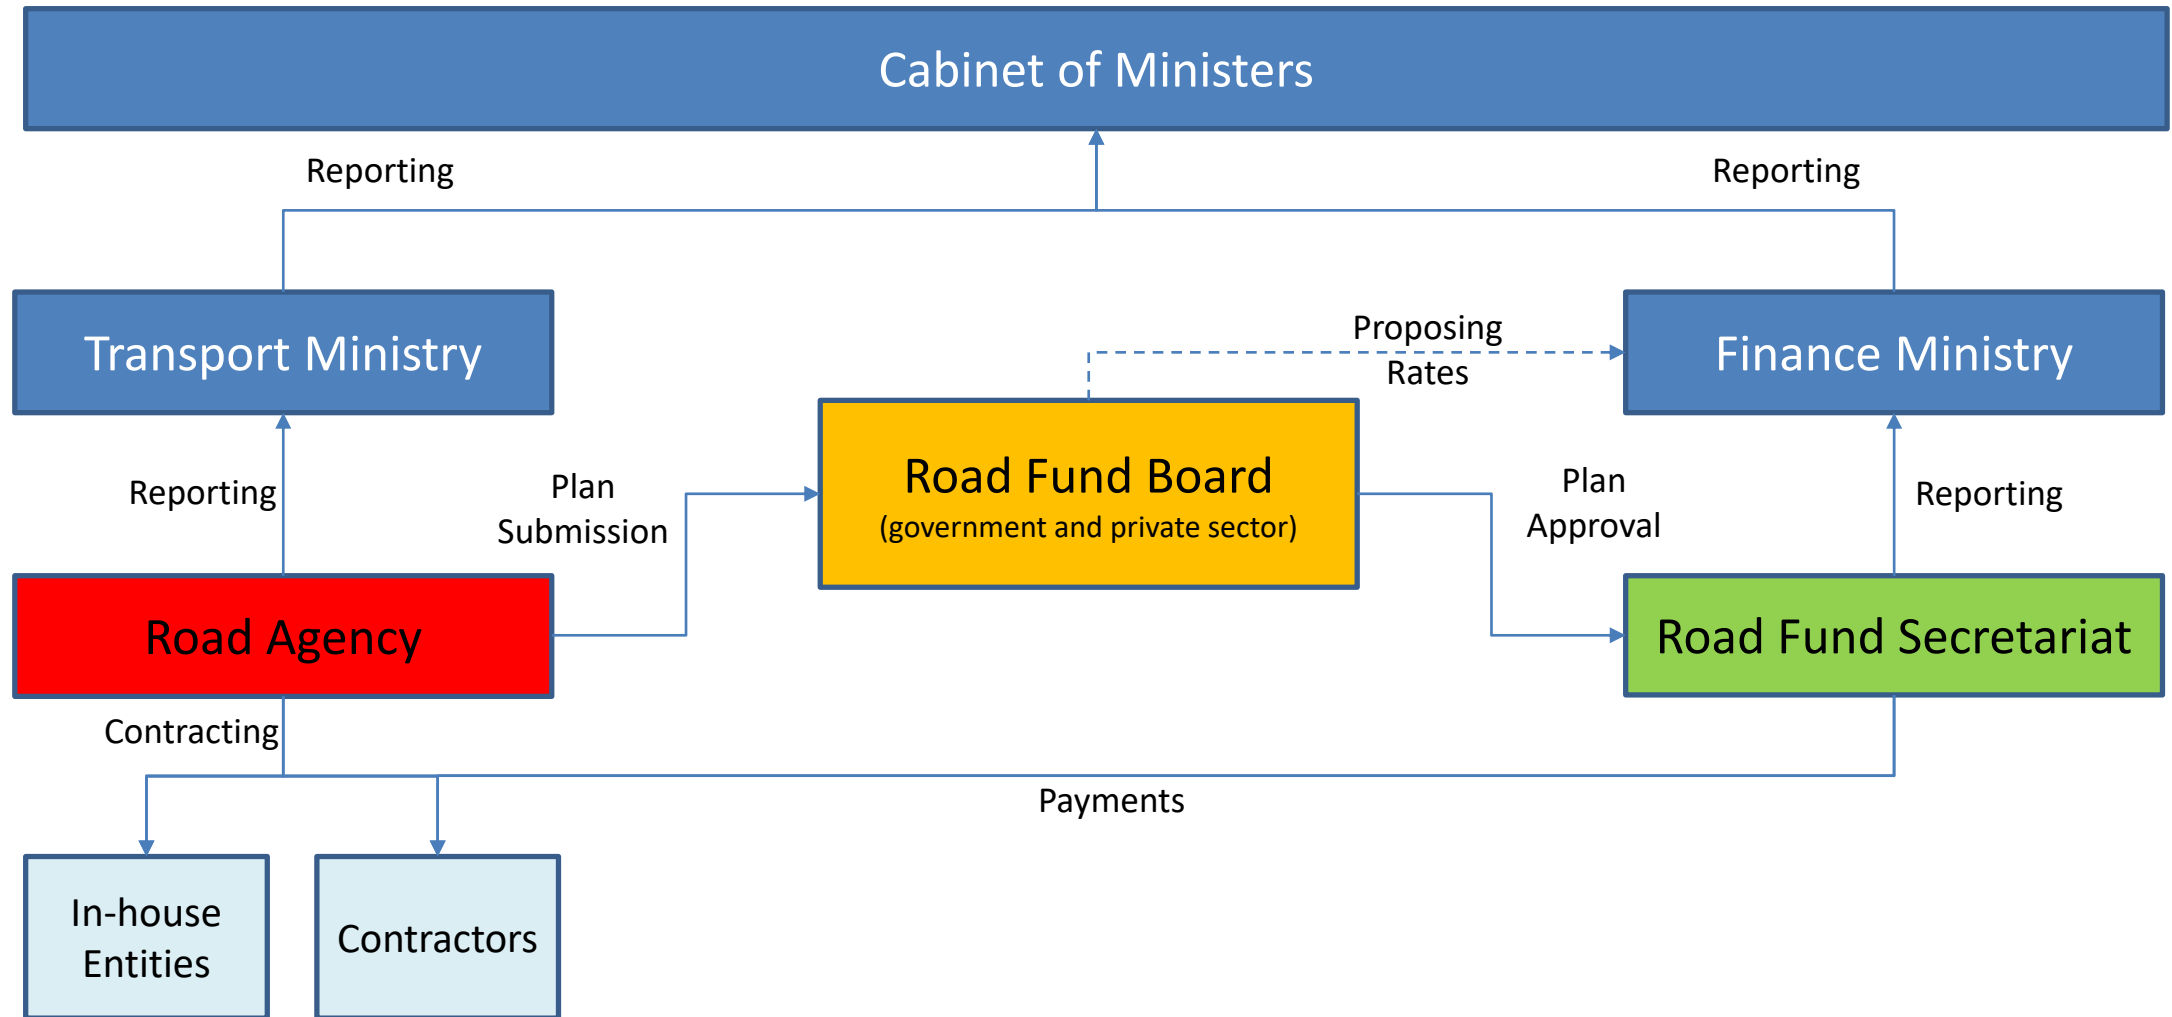 Cabinet of Ministers
Reporting
Reporting
Transport Ministry
Proposing
Rates
Finance Ministry
Reporting
Plan
Submission
Road Fund Board
(government and private sector)
Plan
Approval
Reporting
Road Agency
Road Fund Secretariat
Contracting
Payments
In-house
Entities
Contractors